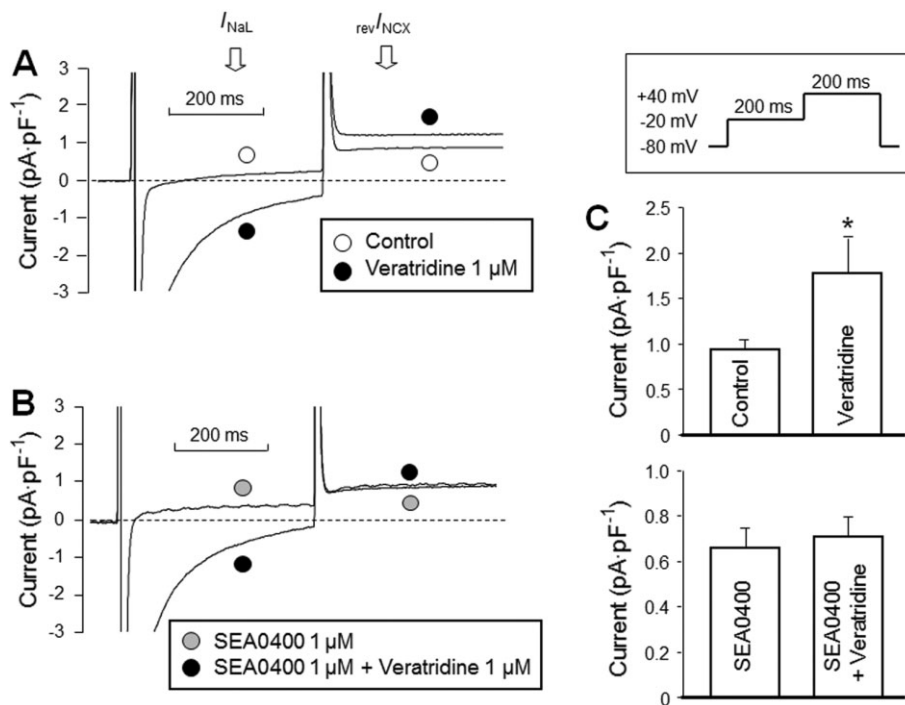 I_NaL
revI_NCX
A
3
2
1
0
-1
-2
-3
Current (pA·pF⁻¹)
200 ms
Control
Veratridine 1 µM
+40 mV
-20 mV
-80 mV
200 ms
200 ms
B
3
2
1
0
-1
-2
-3
Current (pA·pF⁻¹)
200 ms
SEA0400 1 µM
SEA0400 1 µM + Veratridine 1 µM
C
2.5
2.0
1.5
1.0
0.5
0
Current (pA·pF⁻¹)
*
Control
Veratridine
1.0
0.8
0.6
0.4
0.2
0.0
Current (pA·pF⁻¹)
SEA0400
SEA0400
+ Veratridine